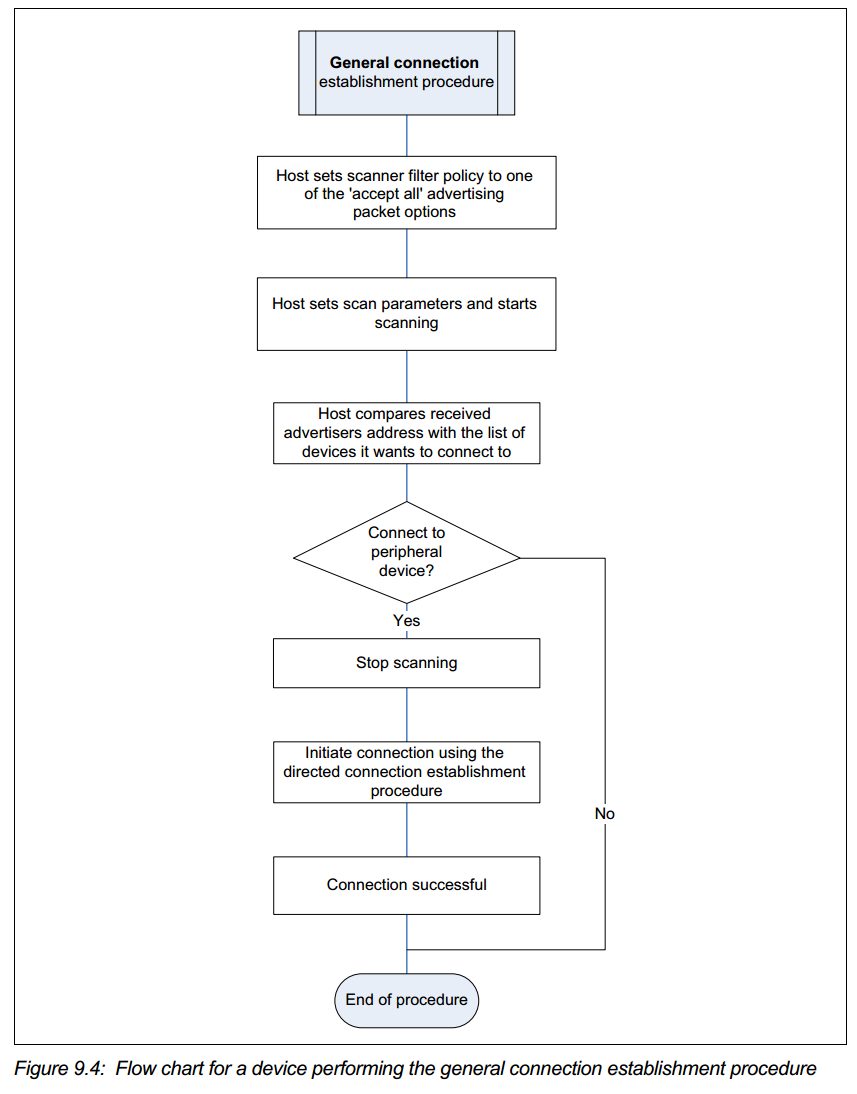 General connection
establishment procedure
Host sets scanner filter policy to one
of the 'accept all' advertising
packet options
Host sets scan parameters and starts
scanning
Host compares received
advertisers address with the list of
devices it wants to connect to
Connect to
peripheral
device?
Yes
Stop scanning
Initiate connection using the
directed connection establishment
procedure
No
Connection successful
End of procedure
Figure 9.4: Flow chart for a device performing the general connection establishment procedure